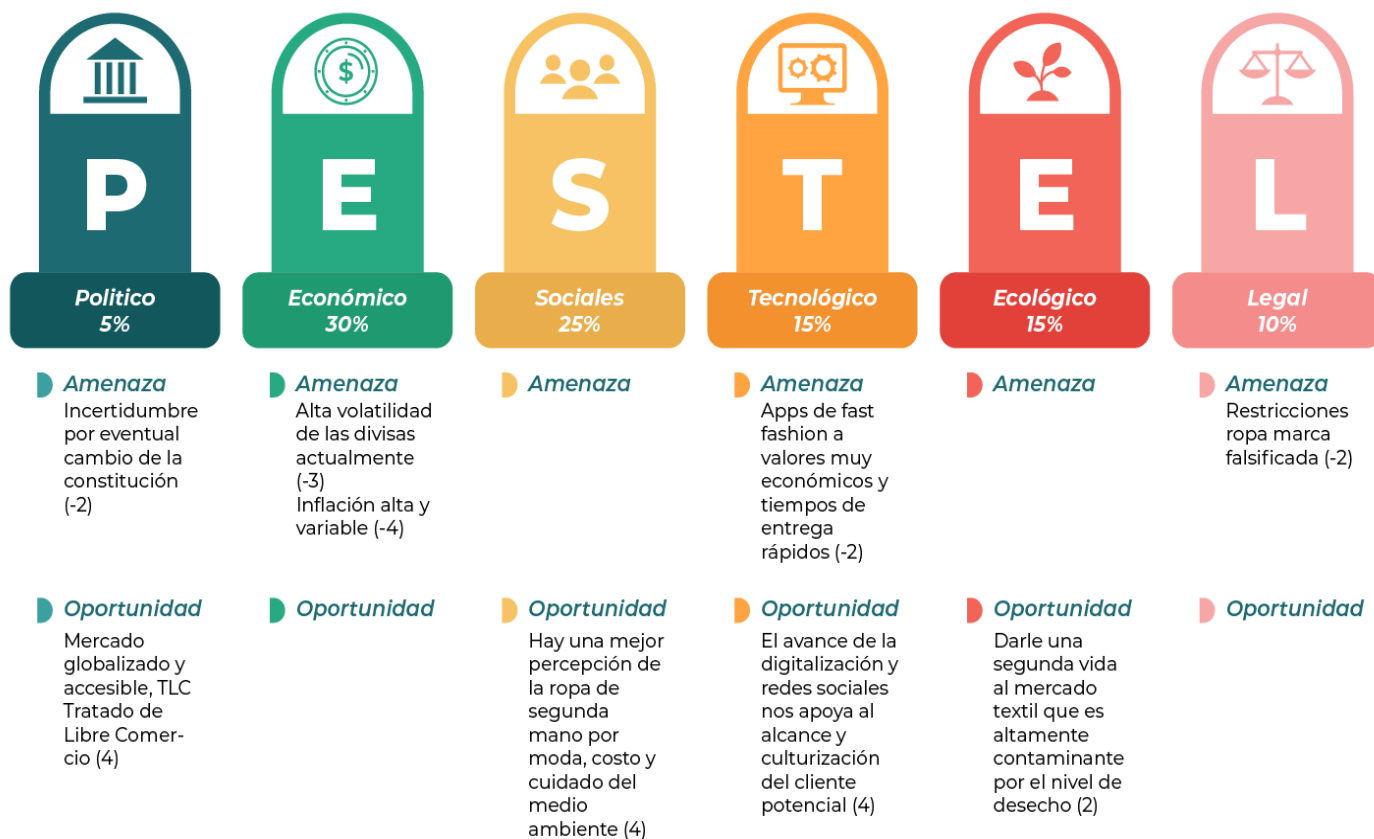 $
P
E
S
T
E
L
Politico
5%
Económico
30%
Sociales
25%
Tecnológico
15%
Ecológico
15%
Legal
10%
Amenaza
Incertidumbre
por eventual
cambio de la
constitución
(-2)
Amenaza
Alta volatilidad
de las divisas
actualmente
(-3)
Inflación alta y
variable (-4)
Amenaza
Amenaza
Apps de fast
fashion a
valores muy
económicos y
tiempos de
entrega
rápidos (-2)
Amenaza
Amenaza
Restricciones
ropa marca
falsificada (-2)
Oportunidad
Mercado
globalizado y
accesible, TLC
Tratado de
Libre Comer-
cio (4)
Oportunidad
Oportunidad
Hay una mejor
percepción de
la ropa de
segunda
mano por
moda, costo y
cuidado del
medio
ambiente (4)
Oportunidad
El avance de la
digitalización y
redes sociales
nos apoya al
alcance y
culturización
del cliente
potencial (4)
Oportunidad
Darle una
segunda vida
al mercado
textil que es
altamente
contaminante
por el nivel de
desecho (2)
Oportunidad